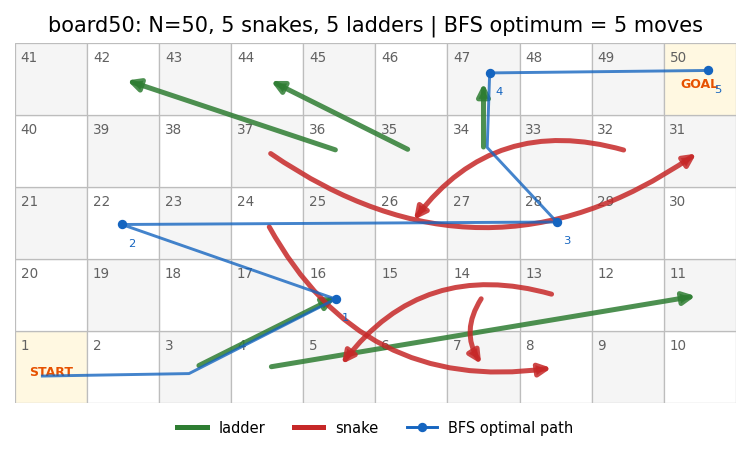 board50: N=50, 5 snakes, 5 ladders | BFS optimum = 5 moves
41 42 43 44 45 46 47 48 49 50
GOAL
4
5
40 39 38 37 36 35 34 33 32 31
21 22 23 24 25 26 27 28 29 30
2
3
20 19 18 17 16 15 14 13 12 11
1
1 2 3 4 5 6 7 8 9 10
START
ladder snake BFS optimal path